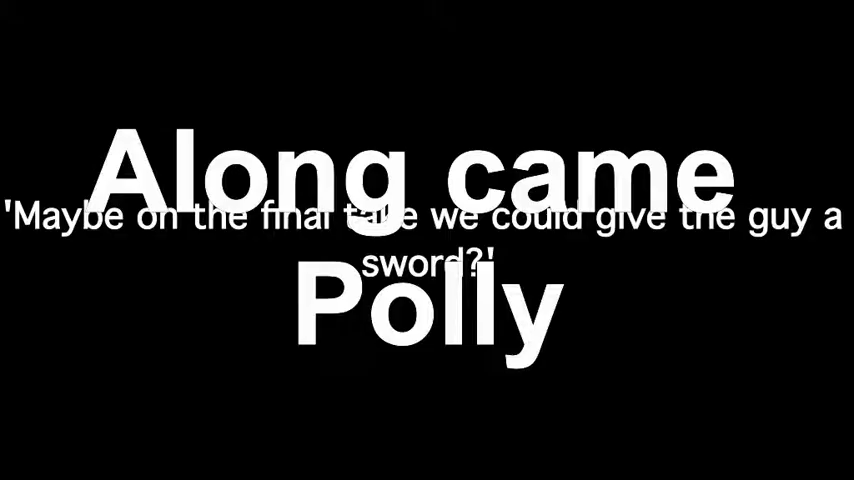 Along came
'Maybe on the final take we could give the guy a
sword?'
Polly